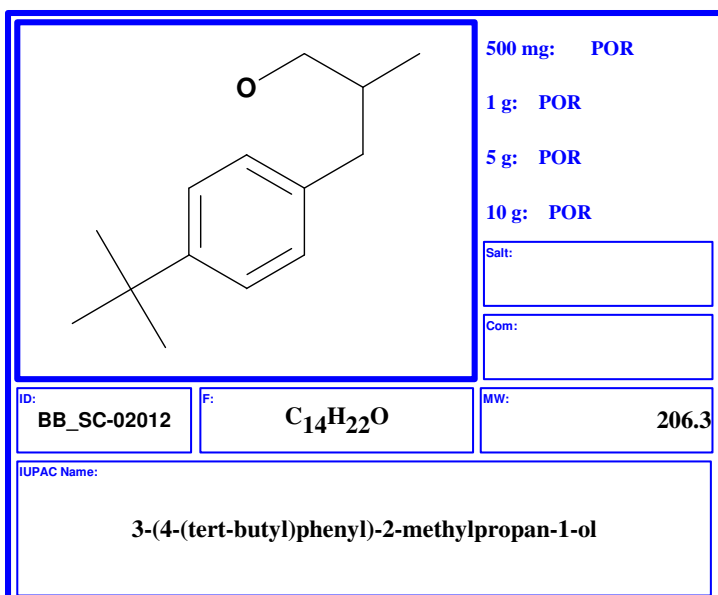 O
500 mg: POR
1 g: POR
5 g: POR
10 g: POR
Salt:
Com:
ID:
BB_SC-02012
F:
C14H22O
MW:
206.3
IUPAC Name:
3-(4-(tert-butyl)phenyl)-2-methylpropan-1-ol